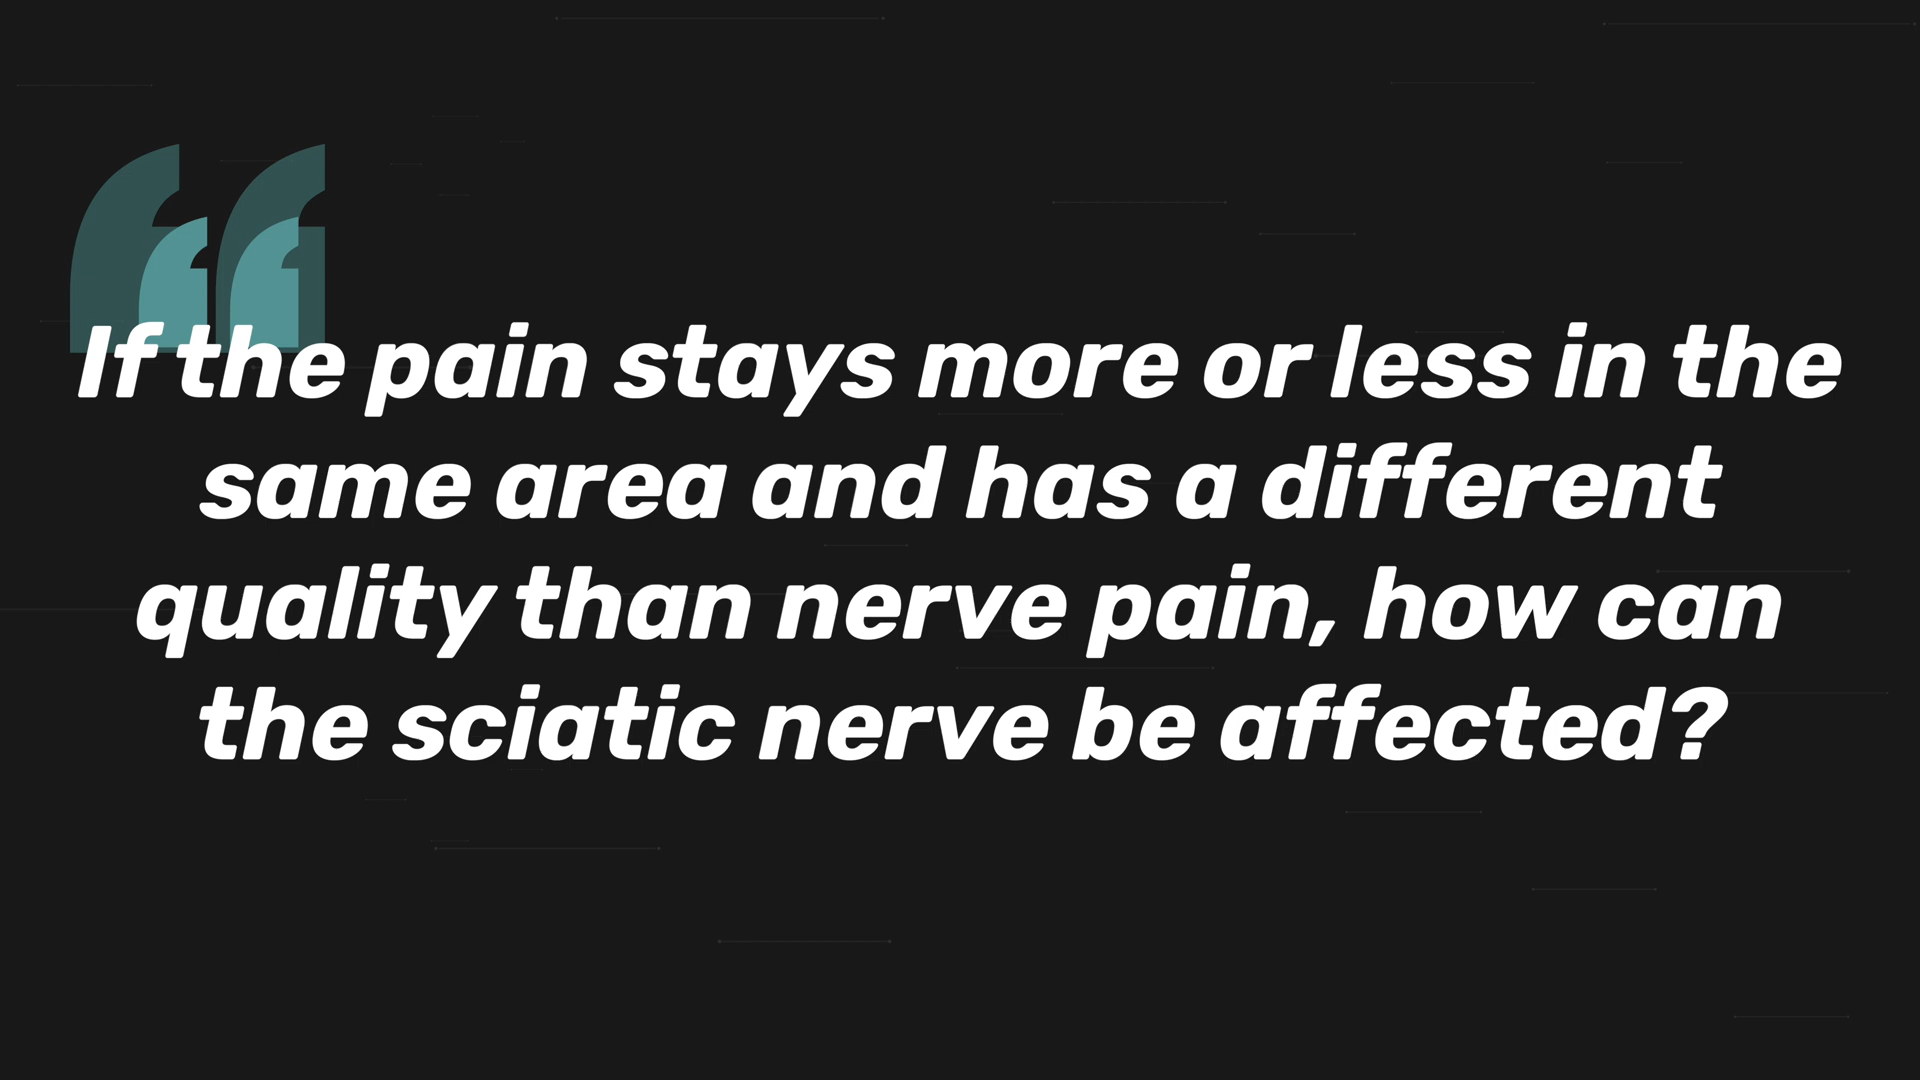 If the pain stays more or less in the
same area and has a different
quality than nerve pain, how can
the sciatic nerve be affected?